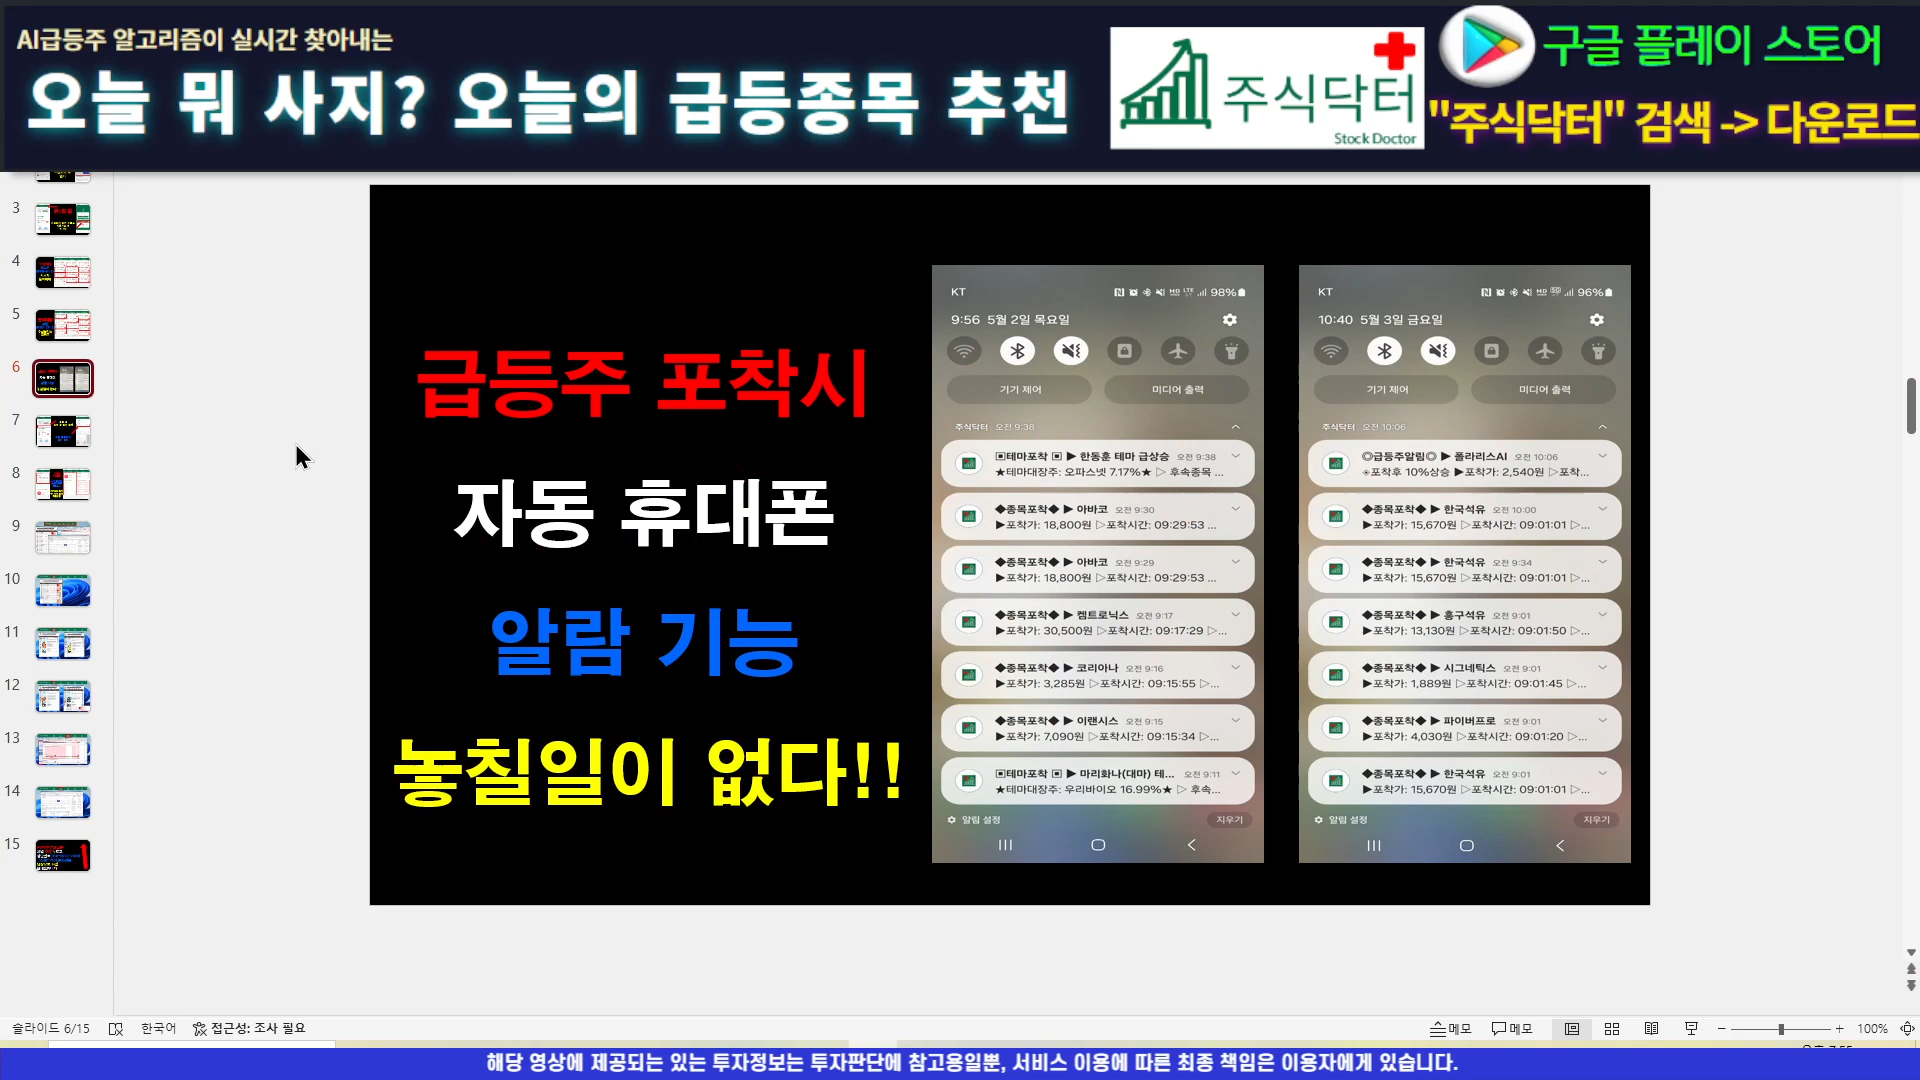 AI급등주 알고리즘이 실시간 찾아내는
오늘 뭐 사지? 오늘의 급등종목 추천
주식닥터
Stock Doctor
구글 플레이 스토어
"주식닥터" 검색 -> 다운로드
3
4
5
6
7
8
9
10
11
12
13
14
15
급등주 포착시
자동 휴대폰
알람 기능
놓칠일이 없다!!
KT 98%
9:56 5월 2일 목요일
기기 제어 미디어 출력
주식닥터 오전 9:38
▣테마포착 ▣ ▶ 한동훈 테마 급상승 오전 9:38
★테마대장주: 오파스넷 7.17%★ ▷ 후속종목 ...
◆종목포착◆ ▶ 아바코 오전 9:30
▶포착가: 18,800원 ▷포착시간: 09:29:53 ...
◆종목포착◆ ▶ 아바코 오전 9:29
▶포착가: 18,800원 ▷포착시간: 09:29:53 ...
◆종목포착◆ ▶ 켐트로닉스 오전 9:17
▶포착가: 30,500원 ▷포착시간: 09:17:29 ▷...
◆종목포착◆ ▶ 코리아나 오전 9:16
▶포착가: 3,285원 ▷포착시간: 09:15:55 ▷...
◆종목포착◆ ▶ 이랜시스 오전 9:15
▶포착가: 7,090원 ▷포착시간: 09:15:34 ▷...
▣테마포착 ▣ ▶ 마리화나(대마) 테... 오전 9:11
★테마대장주: 우리바이오 16.99%★ ▷ 후속...
알림 설정 지우기
KT 96%
10:40 5월 3일 금요일
기기 제어 미디어 출력
주식닥터 오전 10:06
◎급등주알림◎ ▶ 폴라리스AI 오전 10:06
◈포착후 10%상승 ▶포착가: 2,540원 ▷포착...
◆종목포착◆ ▶ 한국석유 오전 10:00
▶포착가: 15,670원 ▷포착시간: 09:01:01 ▷...
◆종목포착◆ ▶ 한국석유 오전 9:34
▶포착가: 15,670원 ▷포착시간: 09:01:01 ▷...
◆종목포착◆ ▶ 흥구석유 오전 9:01
▶포착가: 13,130원 ▷포착시간: 09:01:50 ▷...
◆종목포착◆ ▶ 시그네틱스 오전 9:01
▶포착가: 1,889원 ▷포착시간: 09:01:45 ▷...
◆종목포착◆ ▶ 파이버프로 오전 9:01
▶포착가: 4,030원 ▷포착시간: 09:01:20 ▷...
◆종목포착◆ ▶ 한국석유 오전 9:01
▶포착가: 15,670원 ▷포착시간: 09:01:01 ▷...
알림 설정 지우기
슬라이드 6/15 한국어 접근성: 조사 필요 메모 메모 100%
해당 영상에 제공되는 있는 투자정보는 투자판단에 참고용일뿐, 서비스 이용에 따른 최종 책임은 이용자에게 있습니다.